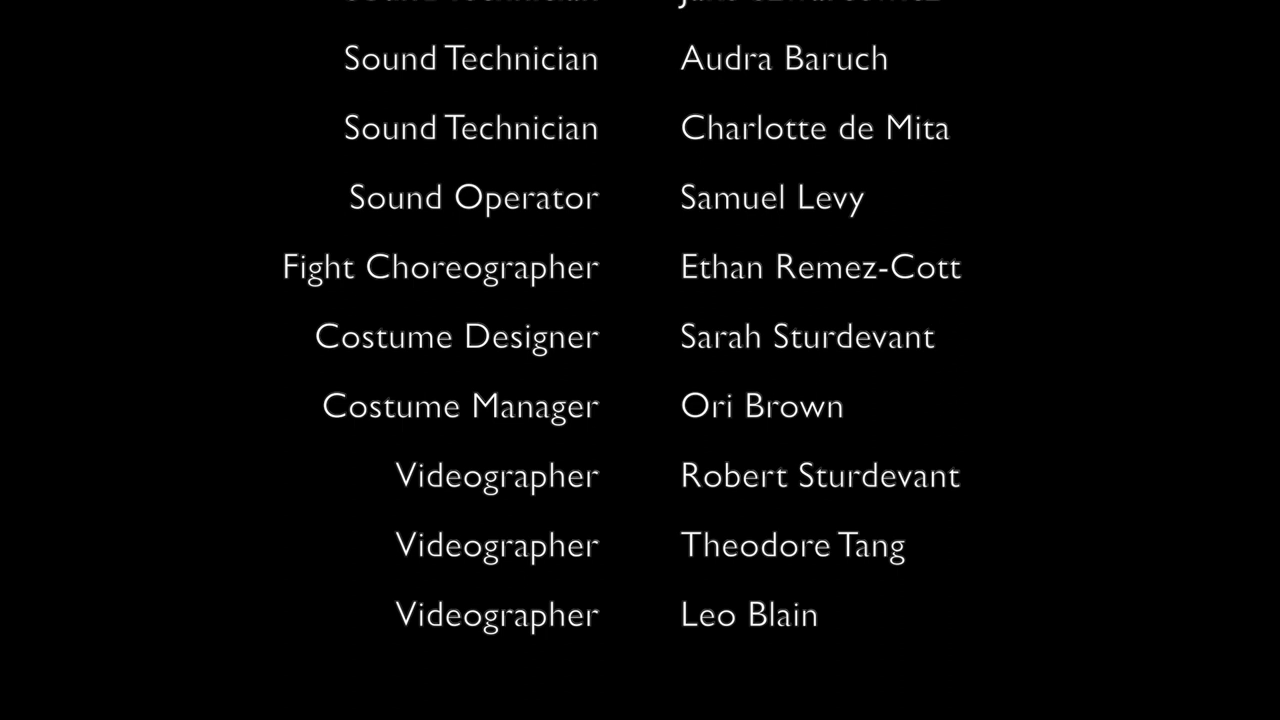 Sound Technician Audra Baruch
Sound Technician Charlotte de Mita
Sound Operator Samuel Levy
Fight Choreographer Ethan Remez-Cott
Costume Designer Sarah Sturdevant
Costume Manager Ori Brown
Videographer Robert Sturdevant
Videographer Theodore Tang
Videographer Leo Blain